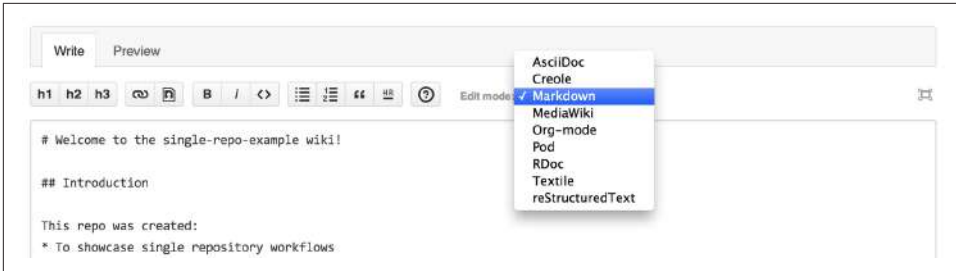 Write Preview
h1 h2 h3 B I <> “ HR ? Edit mode: ✓ Markdown
AsciiDoc
Creole
MediaWiki
Org-mode
Pod
RDoc
Textile
reStructuredText
# Welcome to the single-repo-example wiki!
## Introduction
This repo was created:
* To showcase single repository workflows